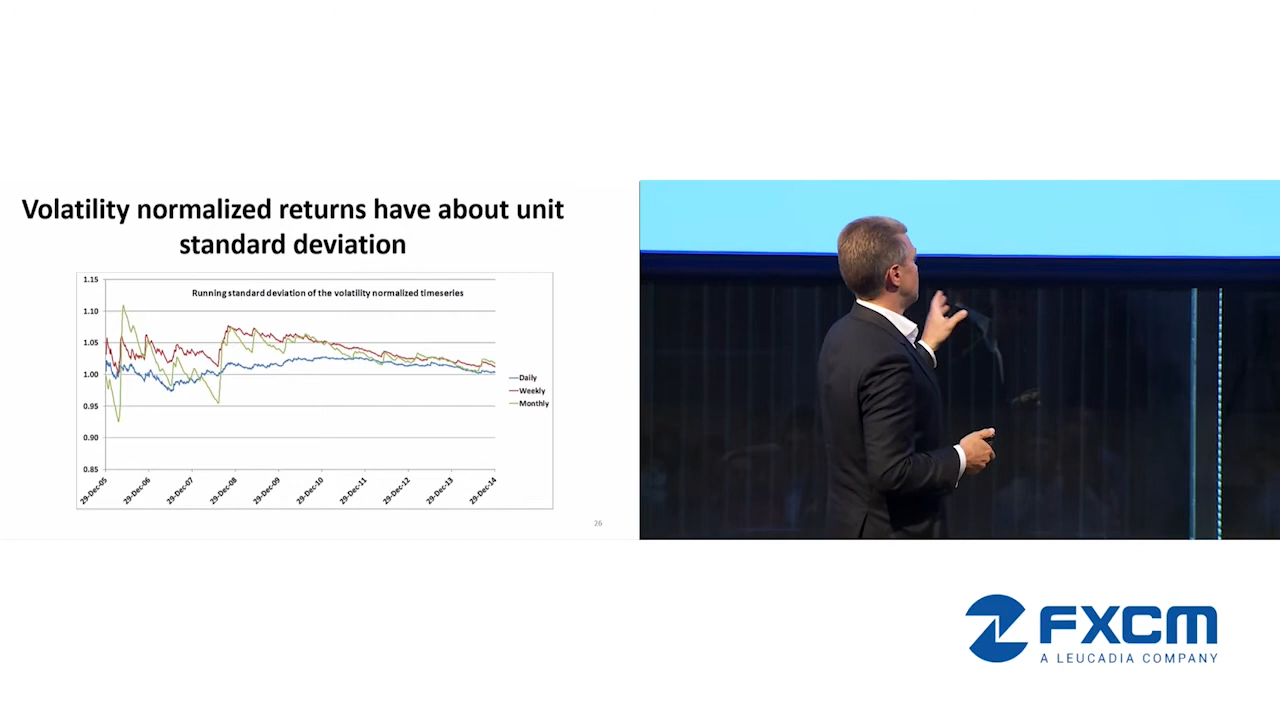 Volatility normalized returns have about unit
standard deviation
Running standard deviation of the volatility normalized timeseries
1.15
1.10
1.05
1.00
0.95
0.90
0.85
29-Dec-05
29-Dec-06
29-Dec-07
29-Dec-08
29-Dec-09
29-Dec-10
29-Dec-11
29-Dec-12
29-Dec-13
29-Dec-14
Daily
Weekly
Monthly
26
FXCM
A LEUCADIA COMPANY